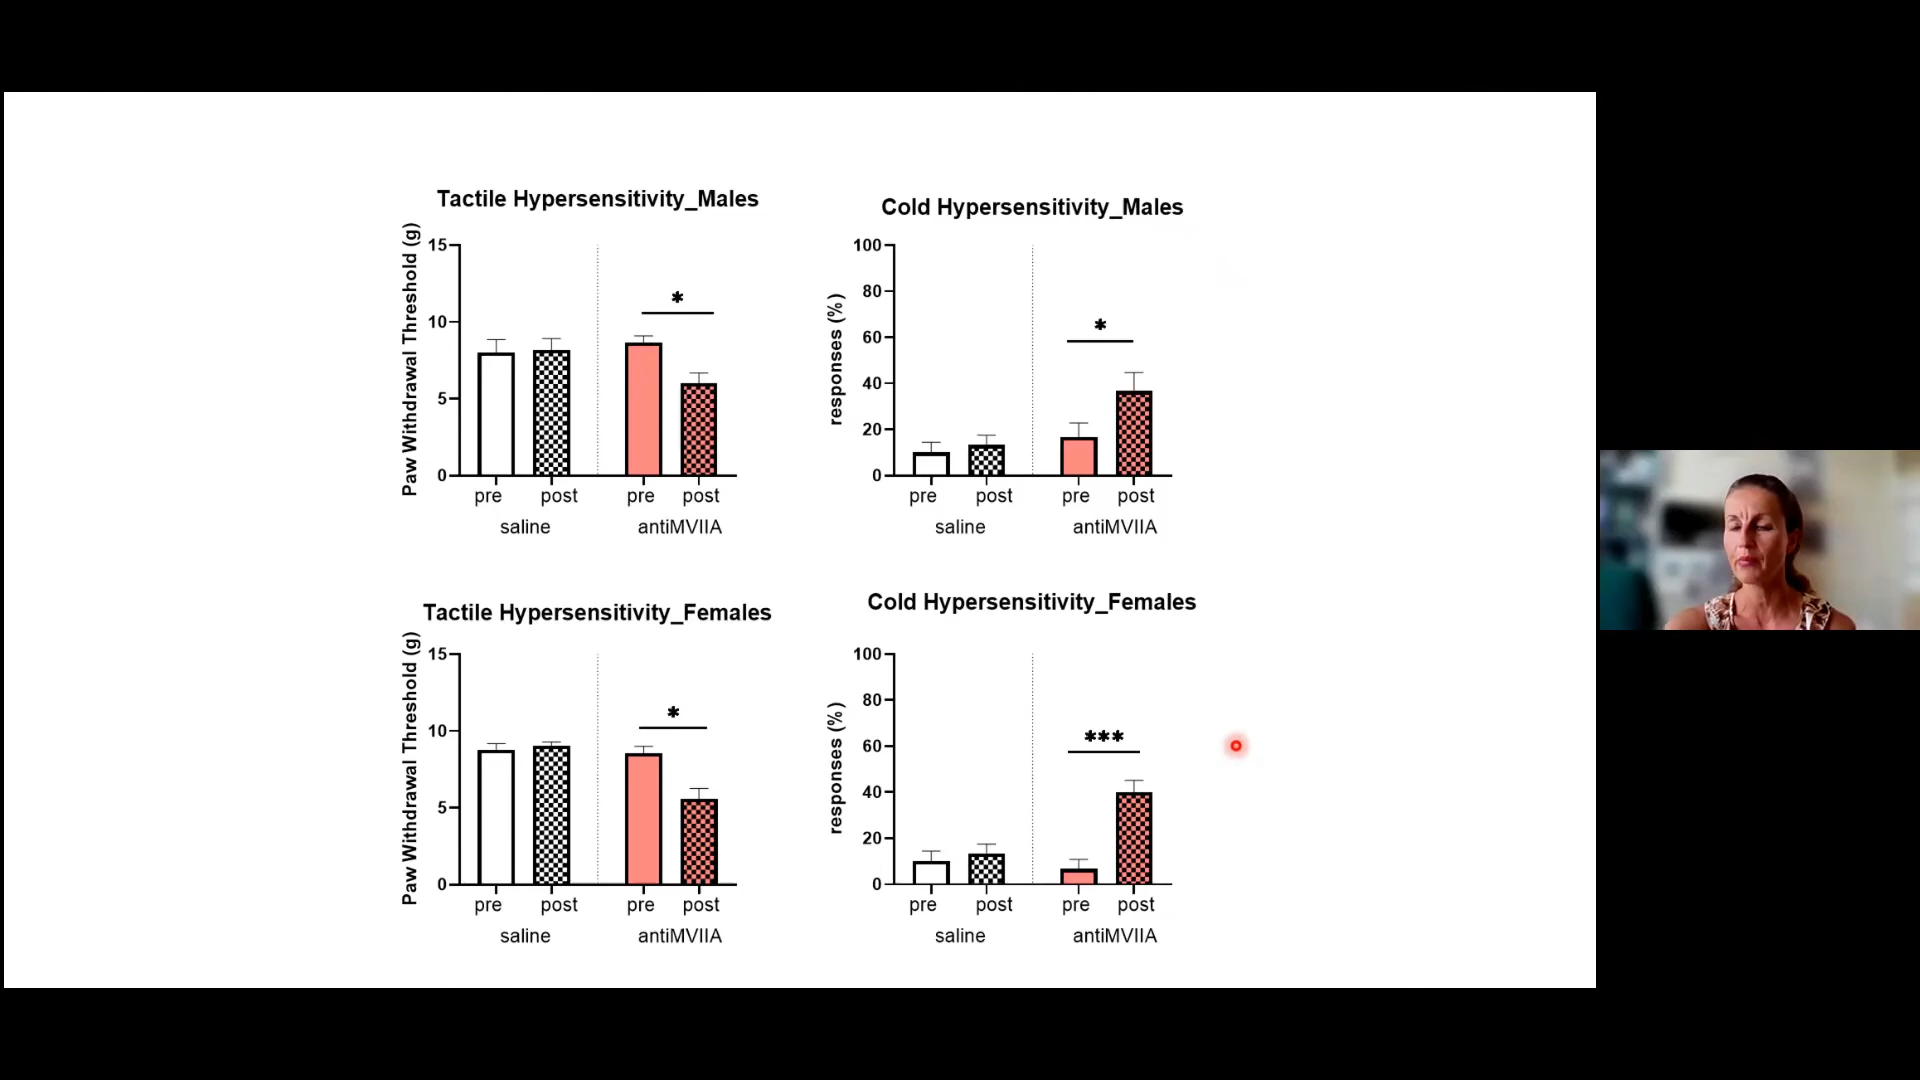 Tactile Hypersensitivity_Males
Paw Withdrawal Threshold (g)
15
10
5
0
*
pre
post
pre
post
saline
antiMVIIA
Cold Hypersensitivity_Males
responses (%)
100
80
60
40
20
0
*
pre
post
pre
post
saline
antiMVIIA
Tactile Hypersensitivity_Females
Paw Withdrawal Threshold (g)
15
10
5
0
*
pre
post
pre
post
saline
antiMVIIA
Cold Hypersensitivity_Females
responses (%)
100
80
60
40
20
0
***
pre
post
pre
post
saline
antiMVIIA